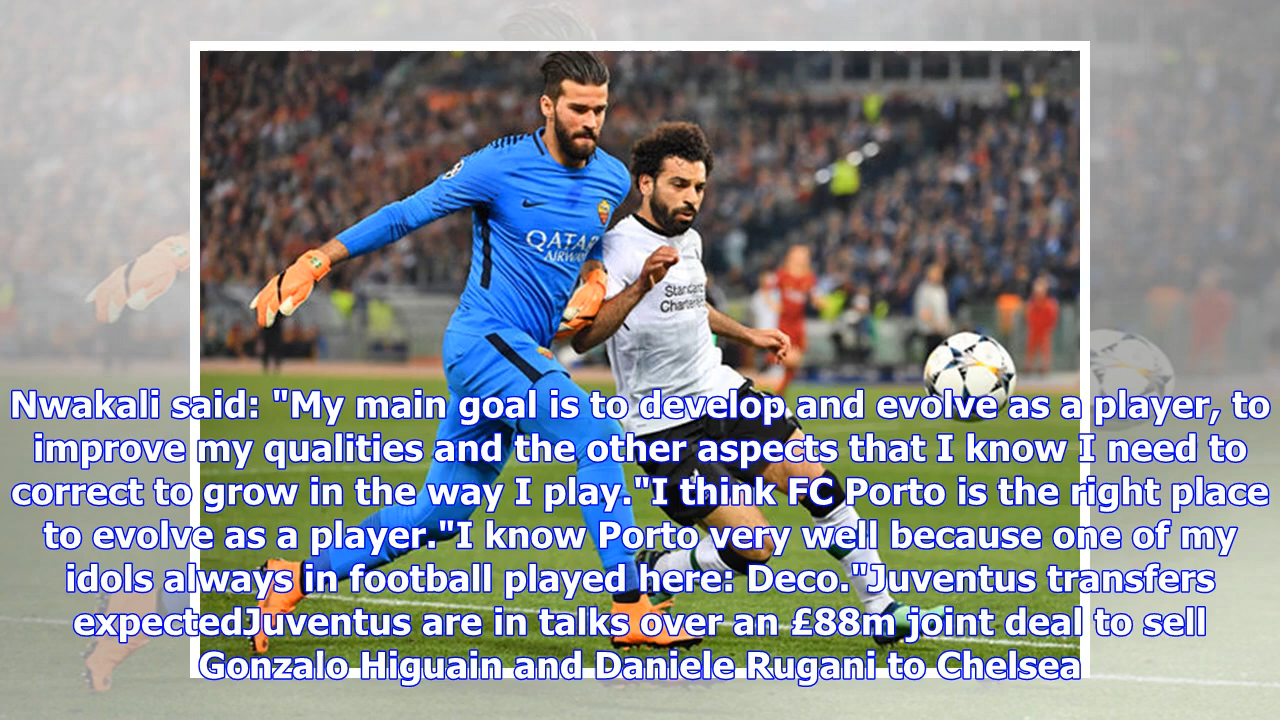 QATAR
AIRWAYS
Standard
Chartered
Nwakali said: "My main goal is to develop and evolve as a player, to
improve my qualities and the other aspects that I know I need to
correct to grow in the way I play."I think FC Porto is the right place
to evolve as a player."I know Porto very well because one of my
idols always in football played here: Deco."Juventus transfers
expectedJuventus are in talks over an £88m joint deal to sell
Gonzalo Higuain and Daniele Rugani to Chelsea